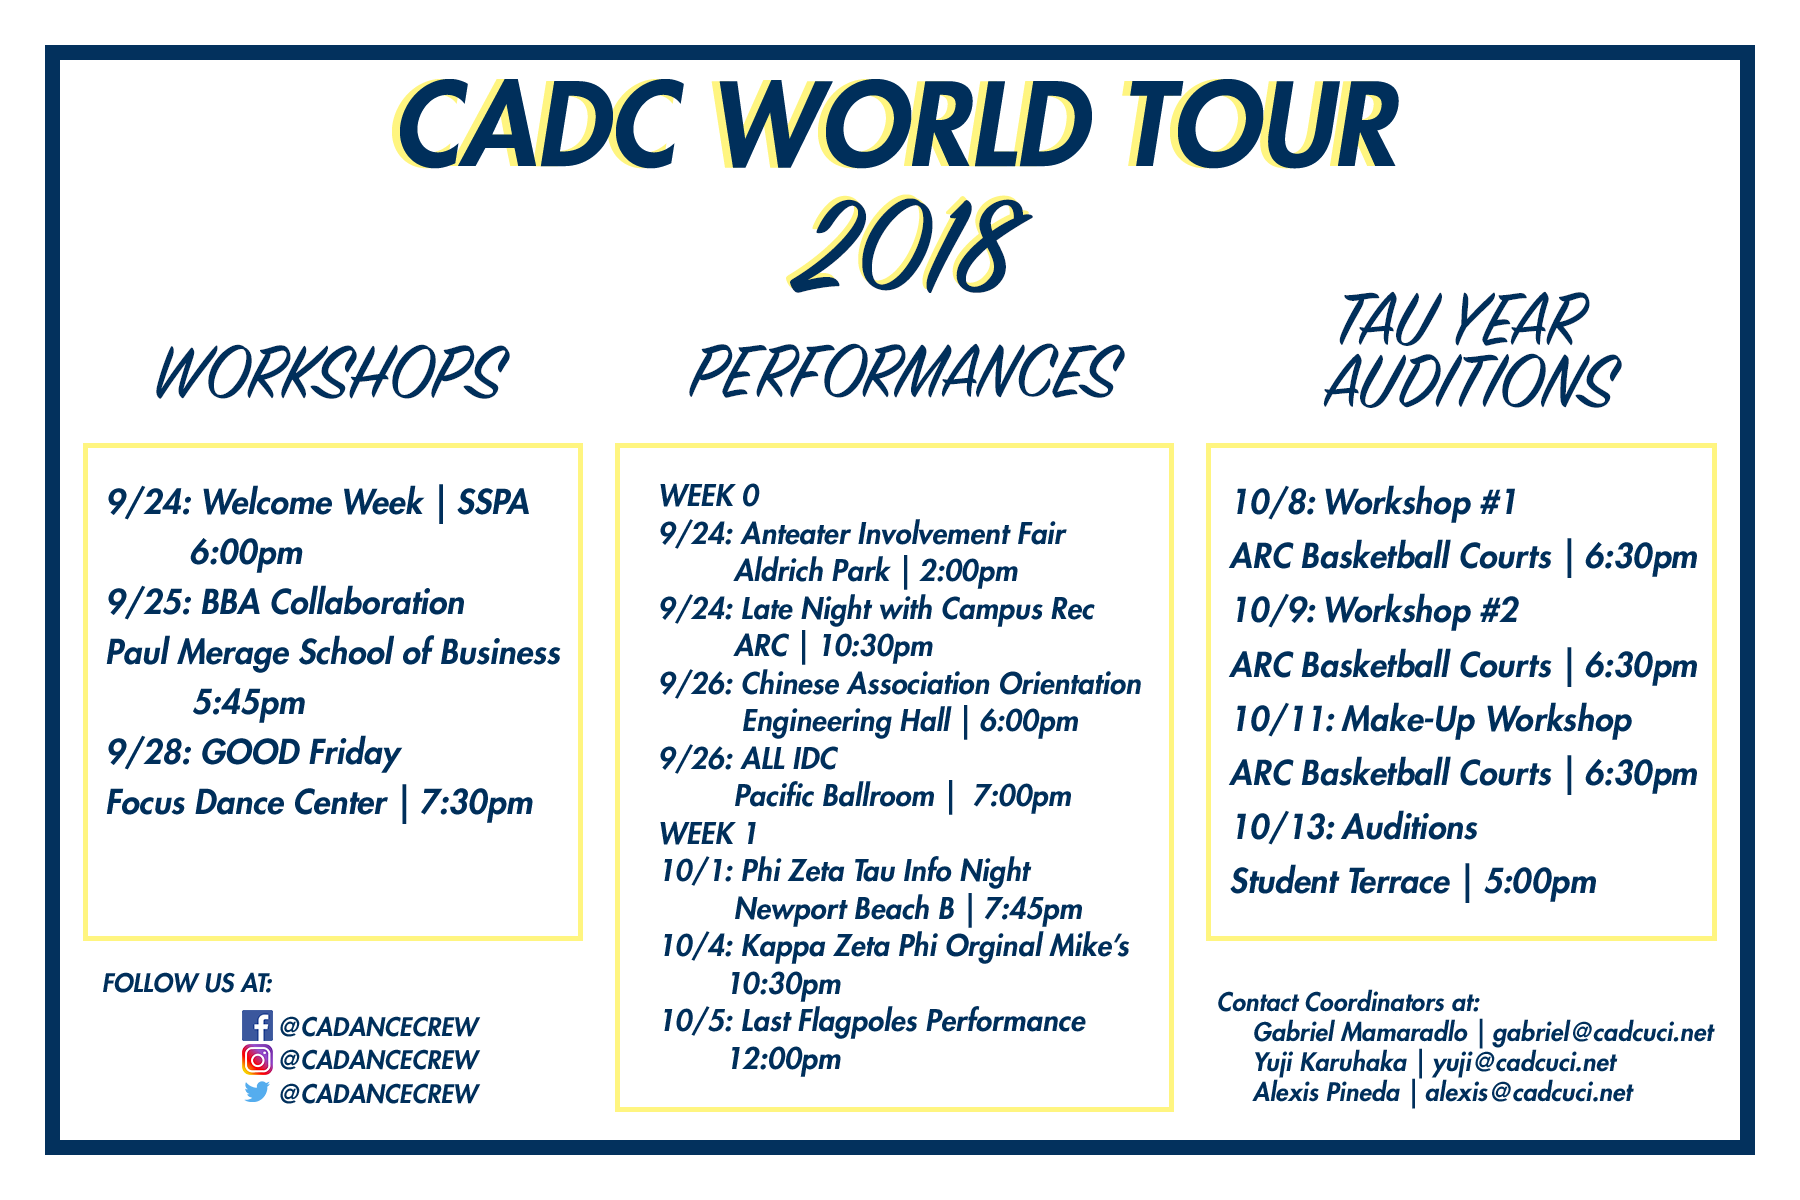 CADC WORLD TOUR
2018
WORKSHOPS
9/24: Welcome Week | SSPA
6:00pm
9/25: BBA Collaboration
Paul Merage School of Business
5:45pm
9/28: GOOD Friday
Focus Dance Center | 7:30pm
FOLLOW US AT:
@CADANCECREW
@CADANCECREW
@CADANCECREW
PERFORMANCES
WEEK 0
9/24: Anteater Involvement Fair
Aldrich Park | 2:00pm
9/24: Late Night with Campus Rec
ARC | 10:30pm
9/26: Chinese Association Orientation
Engineering Hall | 6:00pm
9/26: ALL IDC
Pacific Ballroom | 7:00pm
WEEK 1
10/1: Phi Zeta Tau Info Night
Newport Beach B | 7:45pm
10/4: Kappa Zeta Phi Orginal Mike's
10:30pm
10/5: Last Flagpoles Performance
12:00pm
TAU YEAR
AUDITIONS
10/8: Workshop #1
ARC Basketball Courts | 6:30pm
10/9: Workshop #2
ARC Basketball Courts | 6:30pm
10/11: Make-Up Workshop
ARC Basketball Courts | 6:30pm
10/13: Auditions
Student Terrace | 5:00pm
Contact Coordinators at:
Gabriel Mamaradlo | gabriel@cadcuci.net
Yuji Karuhaka | yuji@cadcuci.net
Alexis Pineda | alexis@cadcuci.net